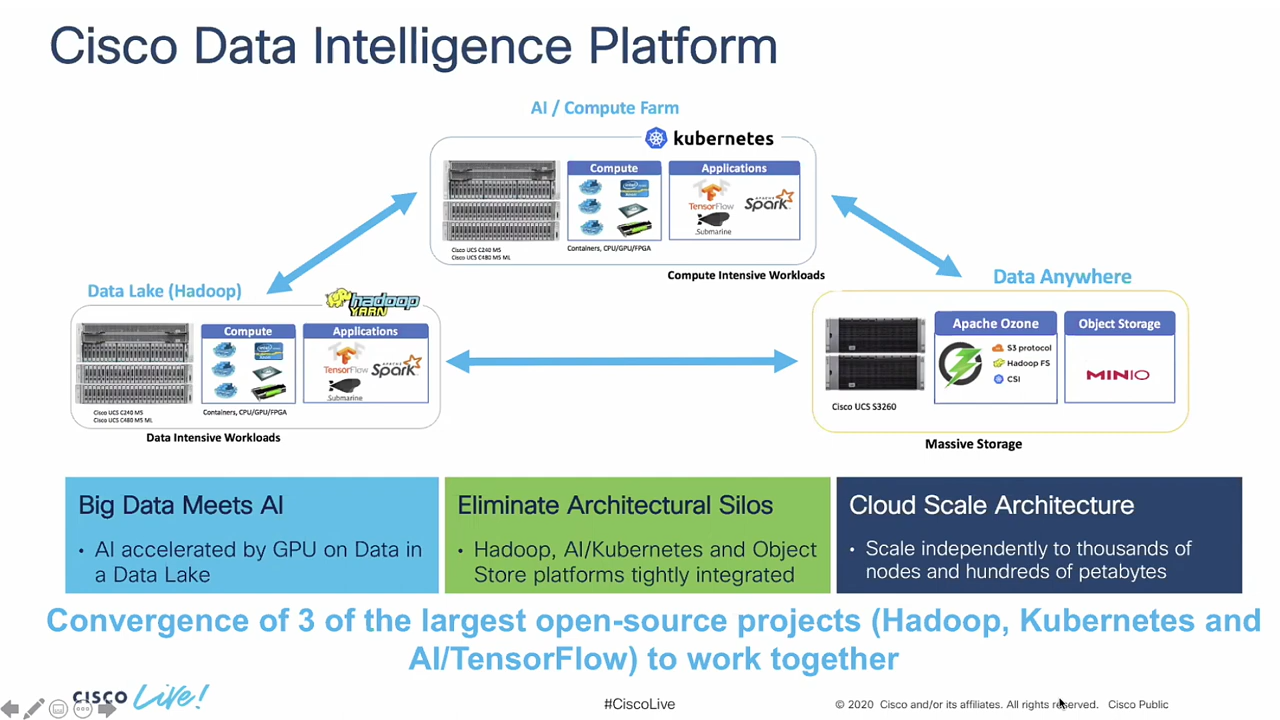 Cisco Data Intelligence Platform
AI / Compute Farm
kubernetes
Compute
Applications
TensorFlow
APACHE
Spark
Submarine
Cisco UCS C240 M5
Cisco UCS C480 M5 ML
Containers, CPU/GPU/FPGA
Compute Intensive Workloads
Data Lake (Hadoop)
hadoop
YARN
Compute
Applications
TensorFlow
APACHE
Spark
Submarine
Cisco UCS C240 M5
Cisco UCS C480 M5 ML
Containers, CPU/GPU/FPGA
Data Intensive Workloads
Data Anywhere
Apache Ozone
Object Storage
S3 protocol
Hadoop FS
CSI
MINIO
Cisco UCS S3260
Massive Storage
Big Data Meets AI
• AI accelerated by GPU on Data in
a Data Lake
Eliminate Architectural Silos
• Hadoop, AI/Kubernetes and Object
Store platforms tightly integrated
Cloud Scale Architecture
• Scale independently to thousands of
nodes and hundreds of petabytes
Convergence of 3 of the largest open-source projects (Hadoop, Kubernetes and
AI/TensorFlow) to work together
CISCO Live!
#CiscoLive
© 2020 Cisco and/or its affiliates. All rights reserved. Cisco Public